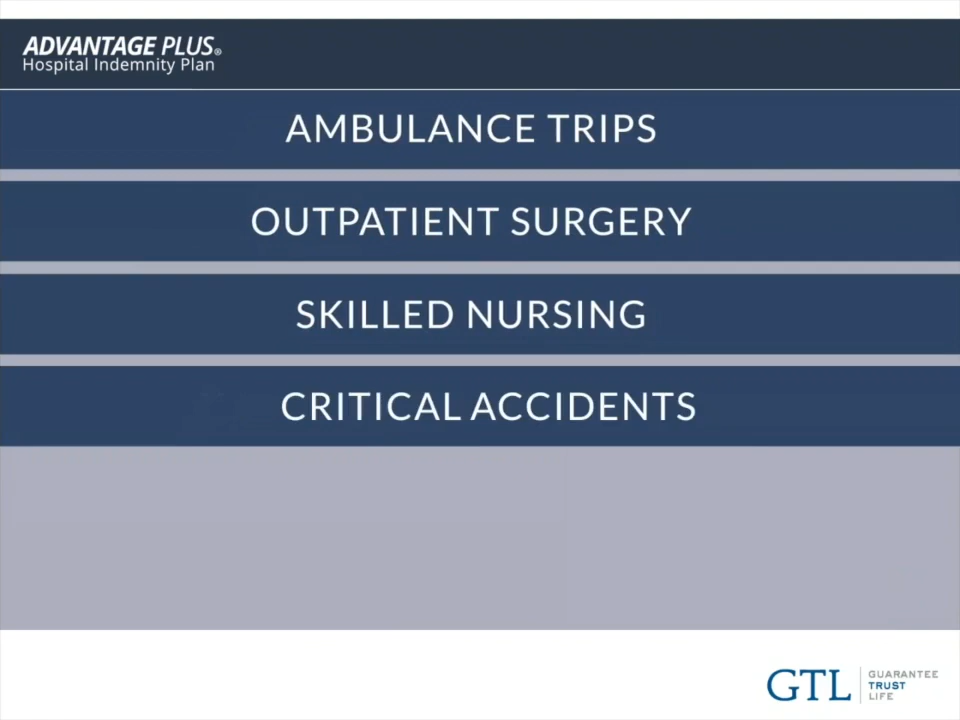 ADVANTAGE PLUS®
Hospital Indemnity Plan
AMBULANCE TRIPS
OUTPATIENT SURGERY
SKILLED NURSING
CRITICAL ACCIDENTS
GTL
GUARANTEE
TRUST
LIFE